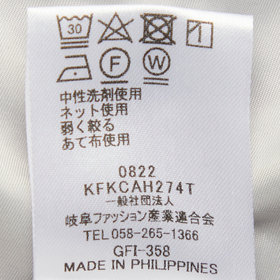 30
F W
中性洗剤使用
ネット使用
弱く絞る
あて布使用
0822
KFKCAH274T
一般社団法人
岐阜ファッション産業連合会
TEL 058-265-1366
GFI-358
MADE IN PHILIPPINES